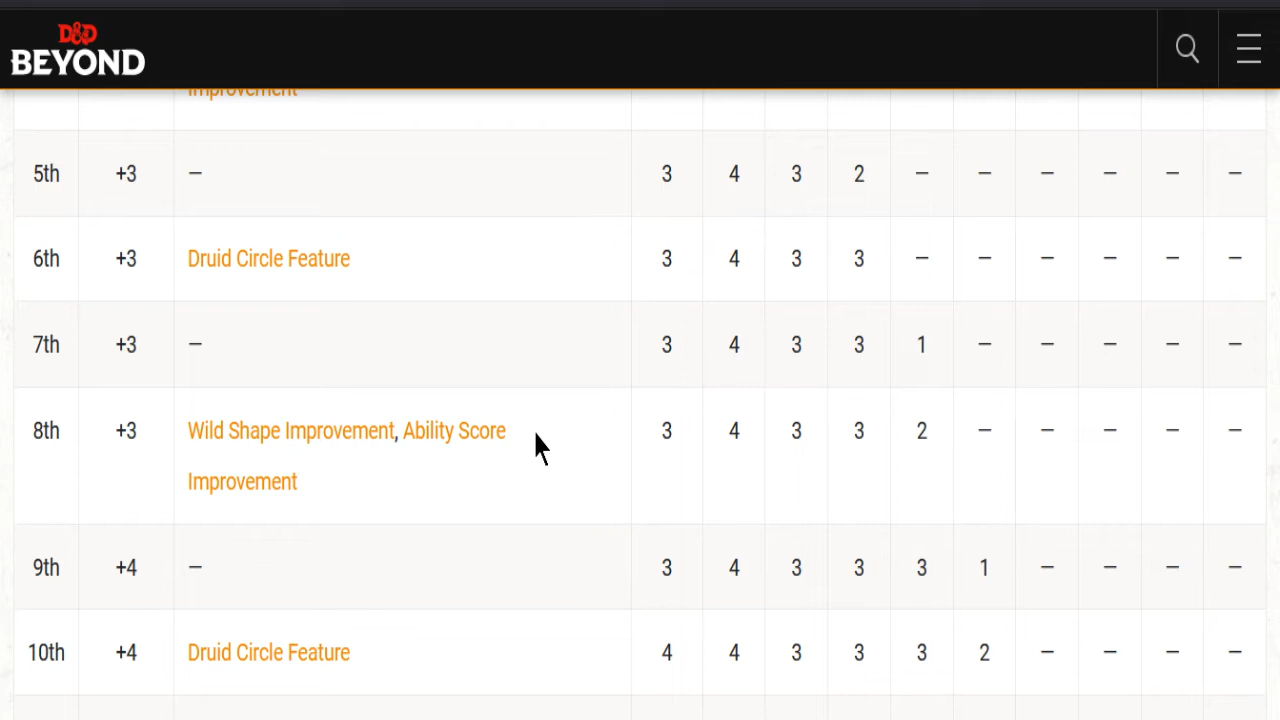 D&D
BEYOND
Improvement
5th +3 – 3 4 3 2 – – – – – –
6th +3 Druid Circle Feature 3 4 3 3 – – – – – –
7th +3 – 3 4 3 3 1 – – – – –
8th +3 Wild Shape Improvement, Ability Score 3 4 3 3 2 – – – – –
Improvement
9th +4 – 3 4 3 3 3 1 – – – –
10th +4 Druid Circle Feature 4 4 3 3 3 2 – – – –